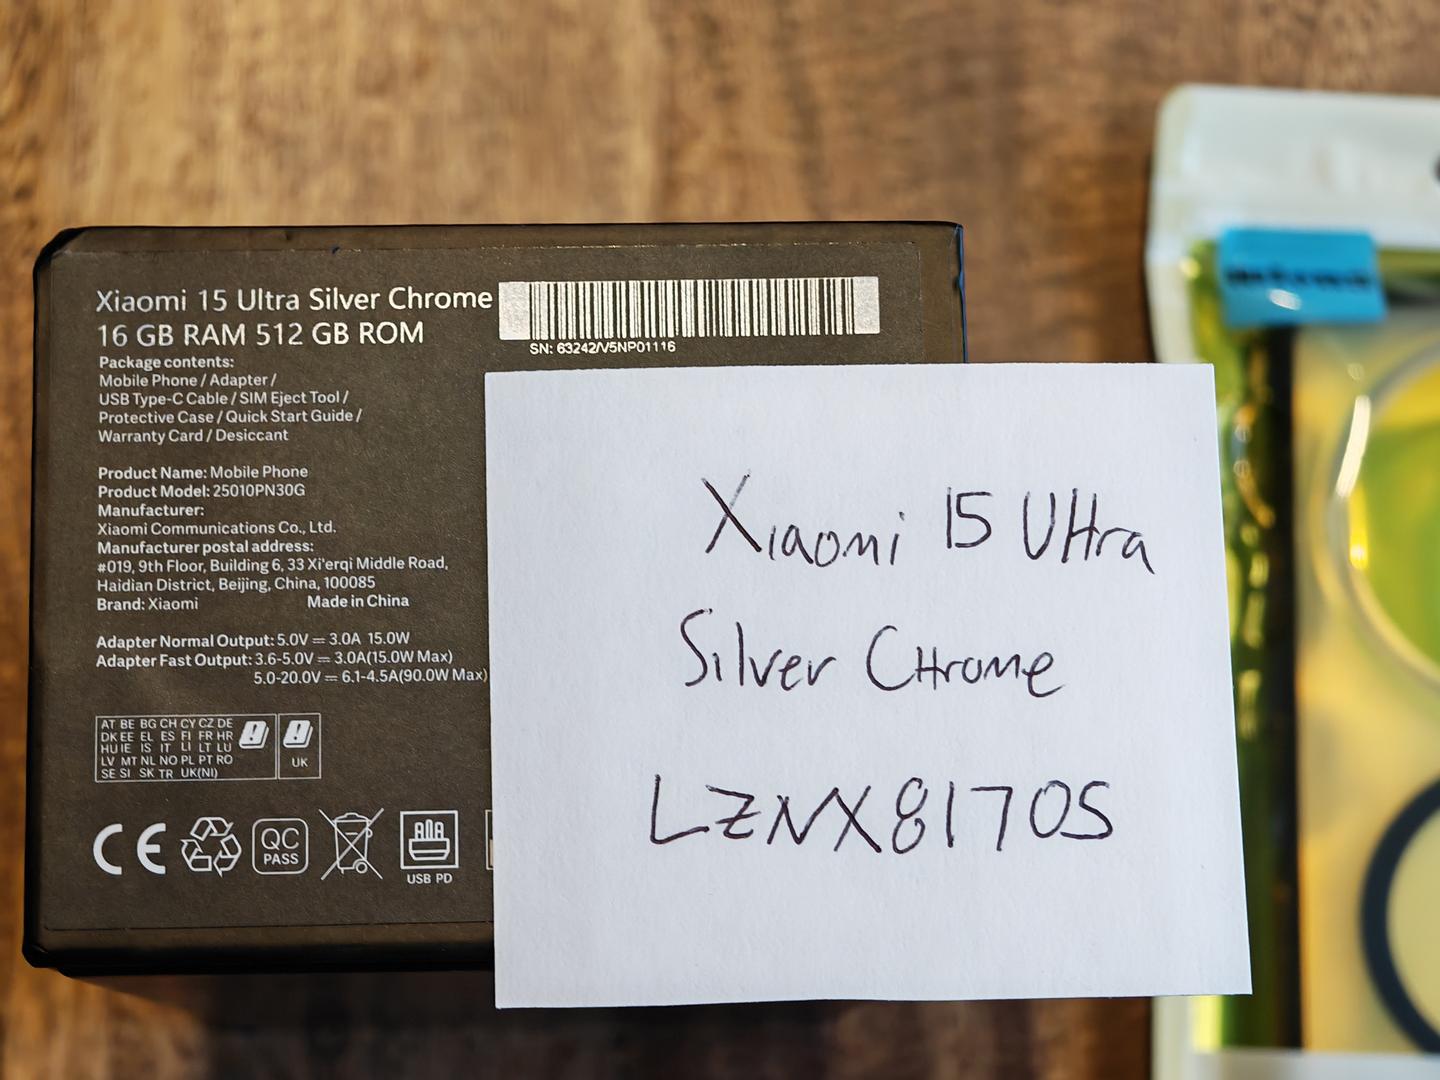 Xiaomi 15 Ultra Silver Chrome
16 GB RAM 512 GB ROM
SN: 63242/V5NP01116
Package contents:
Mobile Phone / Adapter /
USB Type-C Cable / SIM Eject Tool /
Protective Case / Quick Start Guide /
Warranty Card / Desiccant
Product Name: Mobile Phone
Product Model: 25010PN30G
Manufacturer:
Xiaomi Communications Co., Ltd.
Manufacturer postal address:
#019, 9th Floor, Building 6, 33 Xi'erqi Middle Road,
Haidian District, Beijing, China, 100085
Brand: Xiaomi Made in China
Adapter Normal Output: 5.0V ⎓ 3.0A 15.0W
Adapter Fast Output: 3.6-5.0V ⎓ 3.0A(15.0W Max)
5.0-20.0V ⎓ 6.1-4.5A(90.0W Max)
AT BE BG CH CY CZ DE
DK EE EL ES FI FR HR
HU IE IS IT LI LT LU
LV MT NL NO PL PT RO
SE SI SK TR UK(NI)
UK
CE
QC
PASS
USB PD
Xiaomi 15 Ultra
Silver Chrome
LZNX8170S